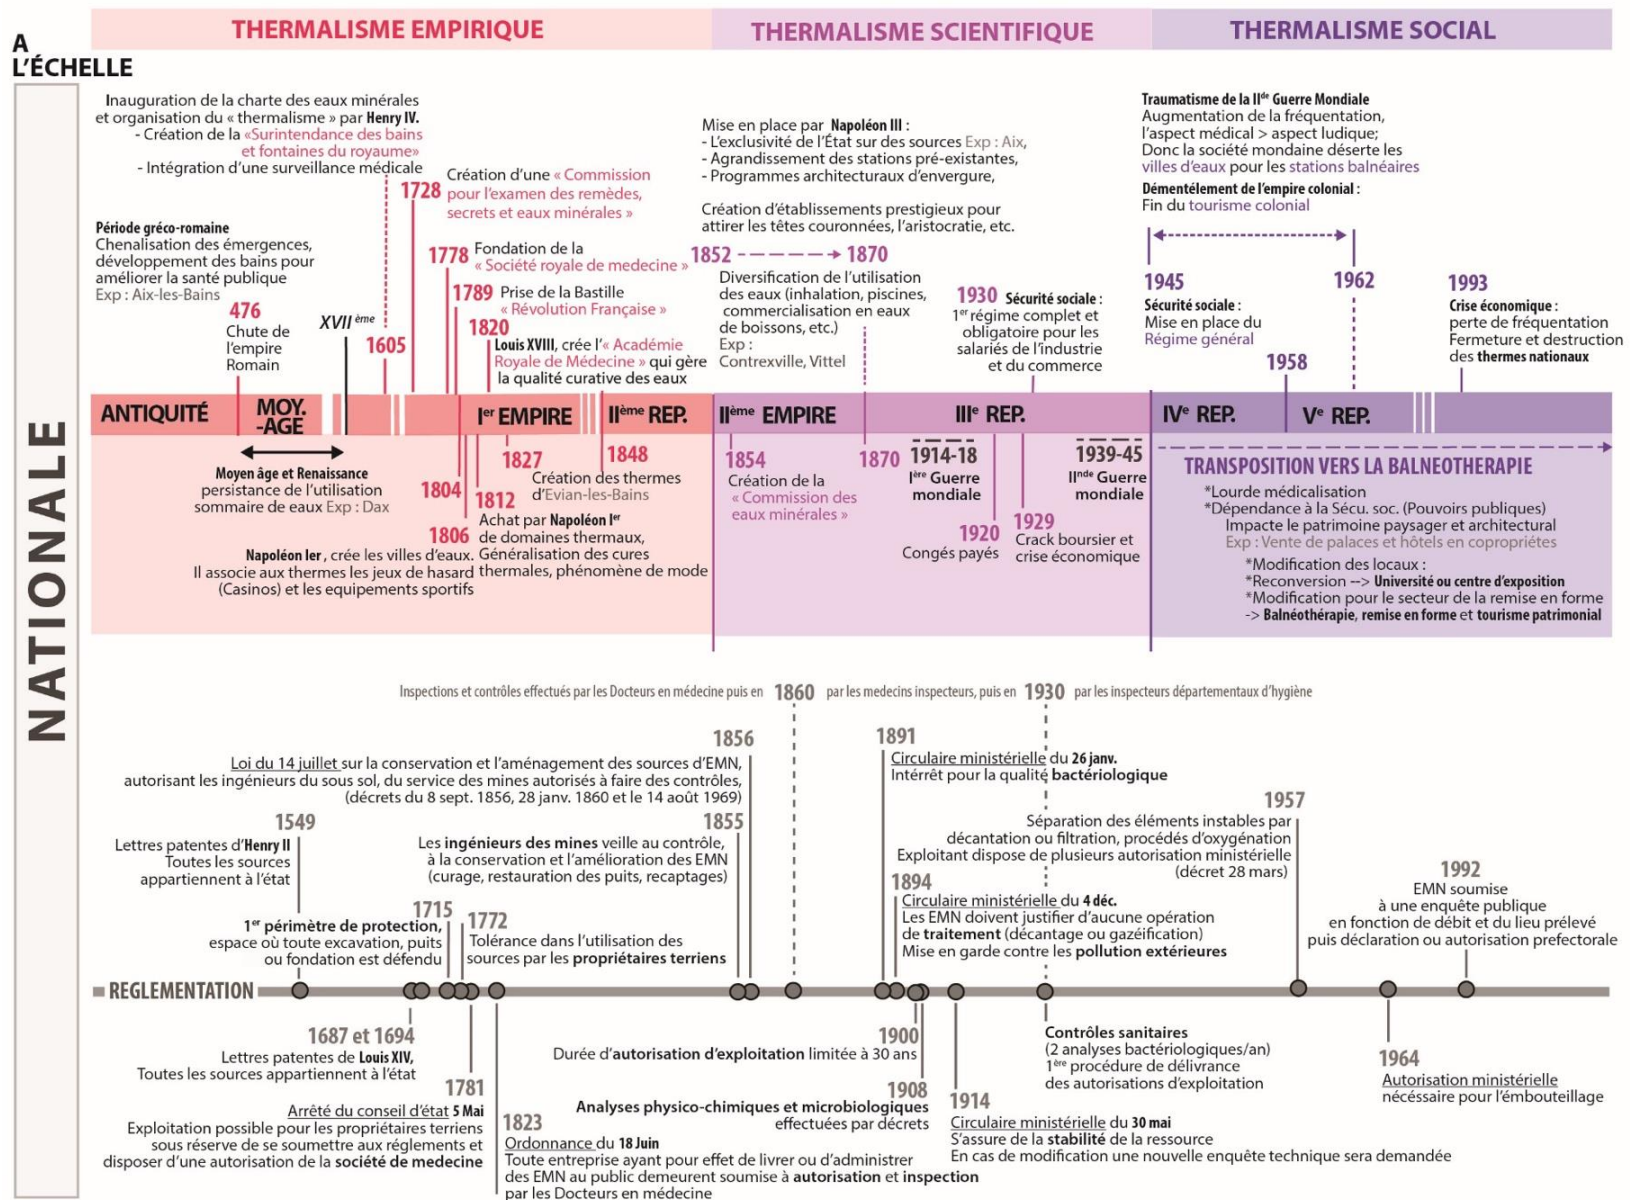 THERMALISME EMPIRIQUE
THERMALISME SCIENTIFIQUE
THERMALISME SOCIAL
A
L'ÉCHELLE
NATIONALE
Inauguration de la charte des eaux minérales
et organisation du « thermalisme » par Henry IV.
- Création de la «Surintendance des bains
et fontaines du royaume»
- Intégration d'une surveillance médicale
1605
Période gréco-romaine
Chenalisation des émergences,
développement des bains pour
améliorer la santé publique
Exp : Aix-les-Bains
476
Chute de
l'empire
Romain
XVII ème
1728
Création d'une « Commission
pour l'examen des remèdes,
secrets et eaux minérales »
1778
Fondation de la
« Société royale de medecine »
1789
Prise de la Bastille
« Révolution Française »
1820
Louis XVIII, crée l'« Académie
Royale de Médecine » qui gère
la qualité curative des eaux
Mise en place par Napoléon III :
- L'exclusivité de l'État sur des sources Exp : Aix,
- Agrandissement des stations pré-existantes,
- Programmes architecturaux d'envergure,
Création d'établissements prestigieux pour
attirer les têtes couronnées, l'aristocratie, etc.
1852
1870
Diversification de l'utilisation
des eaux (inhalation, piscines,
commercialisation en eaux
de boissons, etc.)
Exp :
Contrexville, Vittel
1930 Sécurité sociale :
1er régime complet et
obligatoire pour les
salariés de l'industrie
et du commerce
Traumatisme de la IIde Guerre Mondiale
Augmentation de la fréquentation,
l'aspect médical > aspect ludique;
Donc la société mondaine déserte les
villes d'eaux pour les stations balnéaires
Démentélement de l'empire colonial :
Fin du tourisme colonial
1945
Sécurité sociale :
Mise en place du
Régime général
1958
1962
1993
Crise économique :
perte de fréquentation
Fermeture et destruction
des thermes nationaux
ANTIQUITÉ
MOY.
-AGE
Ier EMPIRE
IIème REP.
IIème EMPIRE
IIIe REP.
IVe REP.
Ve REP.
Moyen âge et Renaissance
persistance de l'utilisation
sommaire de eaux Exp : Dax
1804
1806
Napoléon Ier , crée les villes d'eaux.
Il associe aux thermes les jeux de hasard
(Casinos) et les equipements sportifs
1812
Achat par Napoléon Ier
de domaines thermaux,
Généralisation des cures
thermales, phénomène de mode
1827
Création des thermes
d'Evian-les-Bains
1848
1854
Création de la
« Commission des
eaux minérales »
1870
1914-18
Ière Guerre
mondiale
1920
Congés payés
1929
Crack boursier et
crise économique
1939-45
IInde Guerre
mondiale
TRANSPOSITION VERS LA BALNEOTHERAPIE
*Lourde médicalisation
*Dépendance à la Sécu. soc. (Pouvoirs publiques)
Impacte le patrimoine paysager et architectural
Exp : Vente de palaces et hôtels en copropriétes
*Modification des locaux :
*Reconversion --> Université ou centre d'exposition
*Modification pour le secteur de la remise en forme
-> Balnéothérapie, remise en forme et tourisme patrimonial
Inspections et contrôles effectués par les Docteurs en médecine puis en 1860 par les medecins inspecteurs, puis en 1930 par les inspecteurs départementaux d'hygiène
1856
Loi du 14 juillet sur la conservation et l'aménagement des sources d'EMN,
autorisant les ingénieurs du sous sol, du service des mines autorisés à faire des contrôles,
(décrets du 8 sept. 1856, 28 janv. 1860 et le 14 août 1969)
1891
Circulaire ministérielle du 26 janv.
Intérrêt pour la qualité bactériologique
1549
Lettres patentes d'Henry II
Toutes les sources
appartiennent à l'état
1855
Les ingénieurs des mines veille au contrôle,
à la conservation et l'amélioration des EMN
(curage, restauration des puits, recaptages)
1957
Séparation des éléments instables par
décantation ou filtration, procédés d'oxygénation
Exploitant dispose de plusieurs autorisation ministérielle
(décret 28 mars)
1894
Circulaire ministérielle du 4 déc.
Les EMN doivent justifier d'aucune opération
de traitement (décantage ou gazéification)
Mise en garde contre les pollution extérieures
1992
EMN soumise
à une enquête publique
en fonction de débit et du lieu prélevé
puis déclaration ou autorisation prefectorale
1715
1er périmètre de protection,
espace où toute excavation, puits
ou fondation est défendu
1772
Tolérance dans l'utilisation des
sources par les propriétaires terriens
REGLEMENTATION
1687 et 1694
Lettres patentes de Louis XIV,
Toutes les sources appartiennent à l'état
1781
Arrêté du conseil d'état 5 Mai
Exploitation possible pour les propriétaires terriens
sous réserve de se soumettre aux réglements et
disposer d'une autorisation de la société de medecine
1823
Ordonnance du 18 Juin
Toute entreprise ayant pour effet de livrer ou d'administrer
des EMN au public demeurent soumise à autorisation et inspection
par les Docteurs en médecine
1900
Durée d'autorisation d'exploitation limitée à 30 ans
1908
Analyses physico-chimiques et microbiologiques
effectuées par décrets
1914
Circulaire ministérielle du 30 mai
S'assure de la stabilité de la ressource
En cas de modification une nouvelle enquête technique sera demandée
Contrôles sanitaires
(2 analyses bactériologiques/an)
1ère procédure de délivrance
des autorisations d'exploitation
1964
Autorisation ministérielle
nécéssaire pour l'émbouteillage